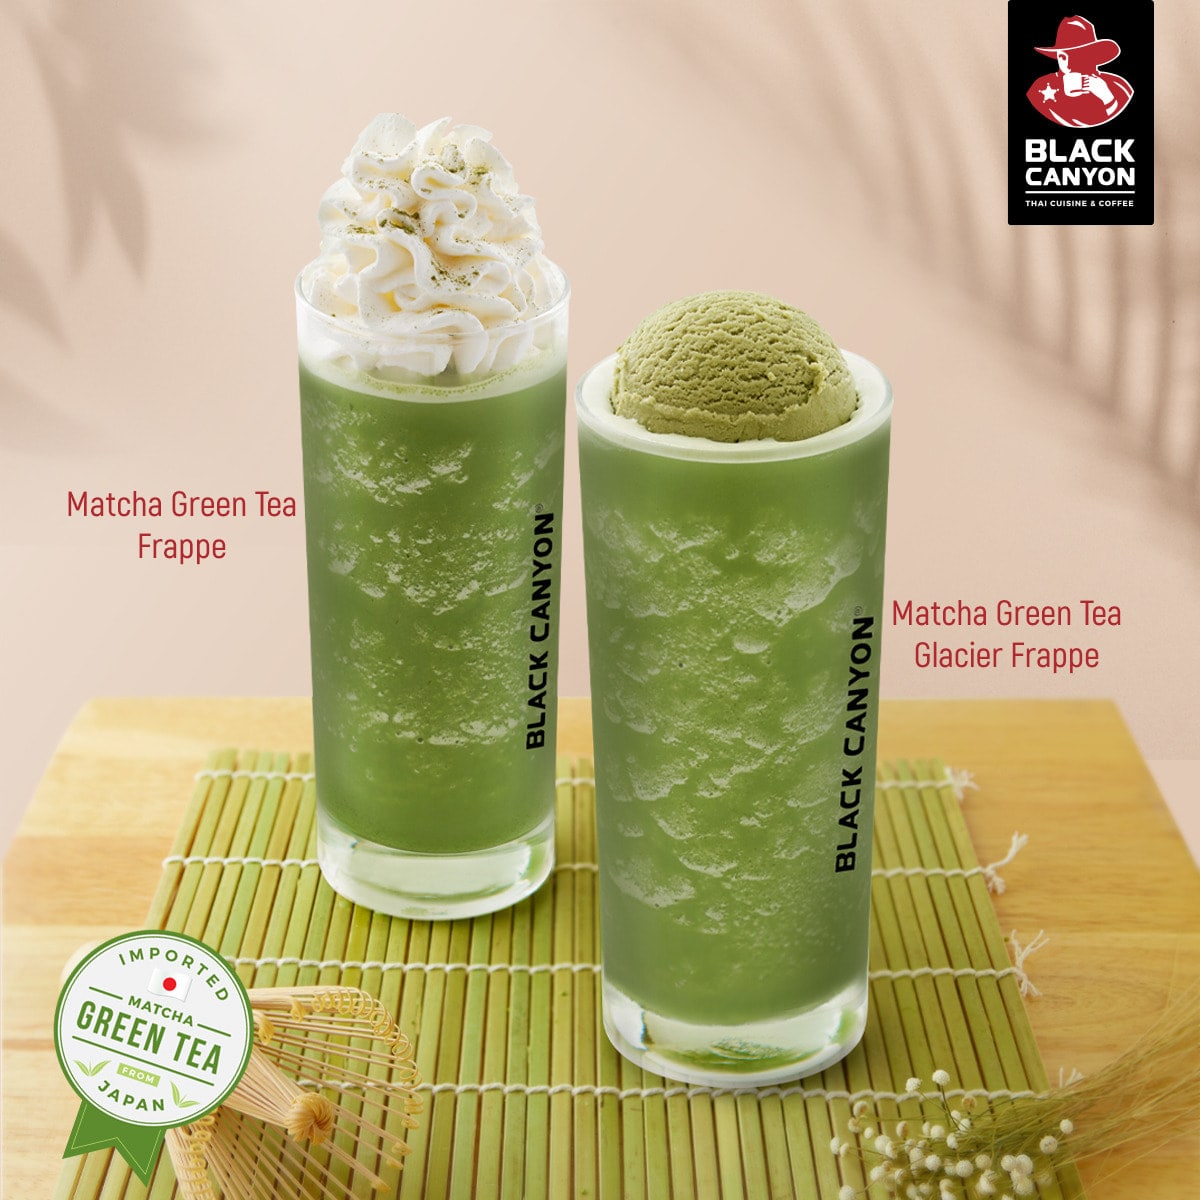 BLACK
CANYON
THAI CUISINE & COFFEE
Matcha Green Tea
Frappe
BLACK CANYON®
Matcha Green Tea
Glacier Frappe
BLACK CANYON®
IMPORTED
MATCHA
GREEN TEA
FROM
JAPAN